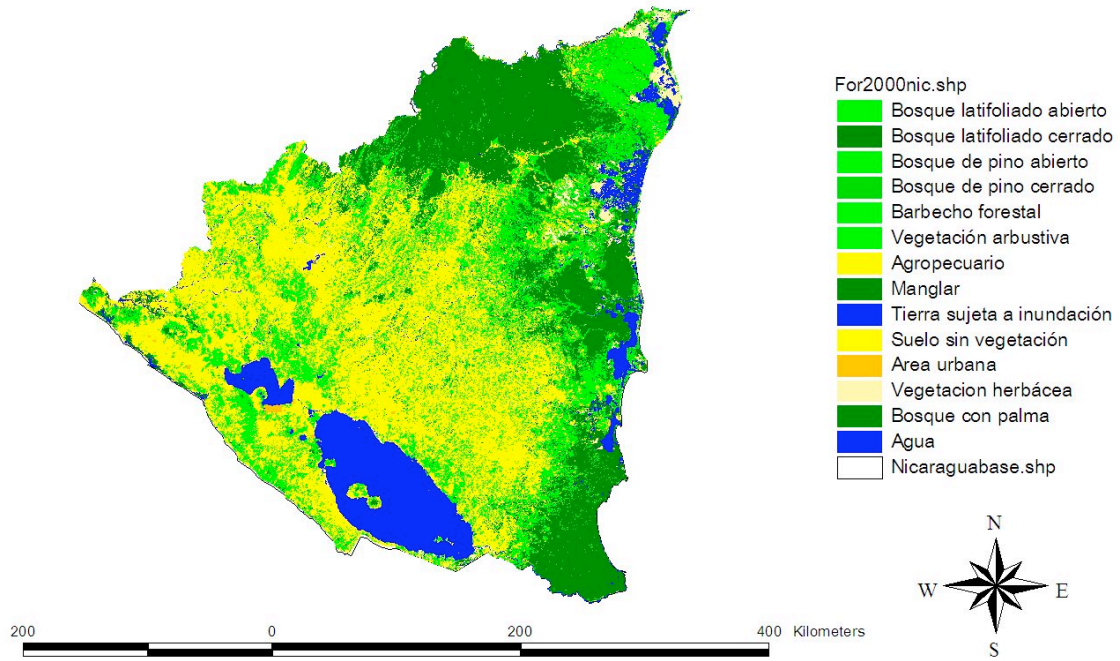 For2000nic.shp
Bosque latifoliado abierto
Bosque latifoliado cerrado
Bosque de pino abierto
Bosque de pino cerrado
Barbecho forestal
Vegetación arbustiva
Agropecuario
Manglar
Tierra sujeta a inundación
Suelo sin vegetación
Area urbana
Vegetacion herbácea
Bosque con palma
Agua
Nicaraguabase.shp
N
W E
S
200 0 200 400 Kilometers